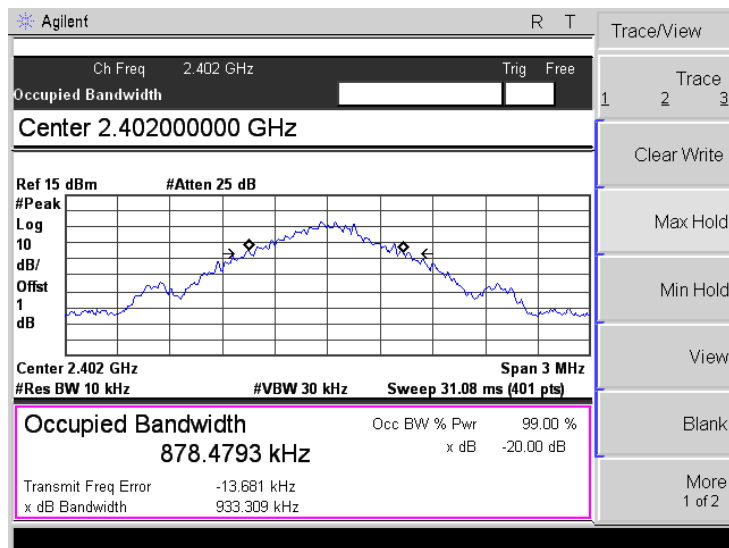 Agilent R T
Ch Freq 2.402 GHz Trig Free
Occupied Bandwidth
Center 2.402000000 GHz
Ref 15 dBm #Atten 25 dB
#Peak
Log
10
dB/
Offst
1
dB
Center 2.402 GHz Span 3 MHz
#Res BW 10 kHz #VBW 30 kHz Sweep 31.08 ms (401 pts)
Occupied Bandwidth
878.4793 kHz
Occ BW % Pwr 99.00 %
x dB -20.00 dB
Transmit Freq Error -13.681 kHz
x dB Bandwidth 933.309 kHz
Trace/View
Trace
1 2 3
Clear Write
Max Hold
Min Hold
View
Blank
More
1 of 2